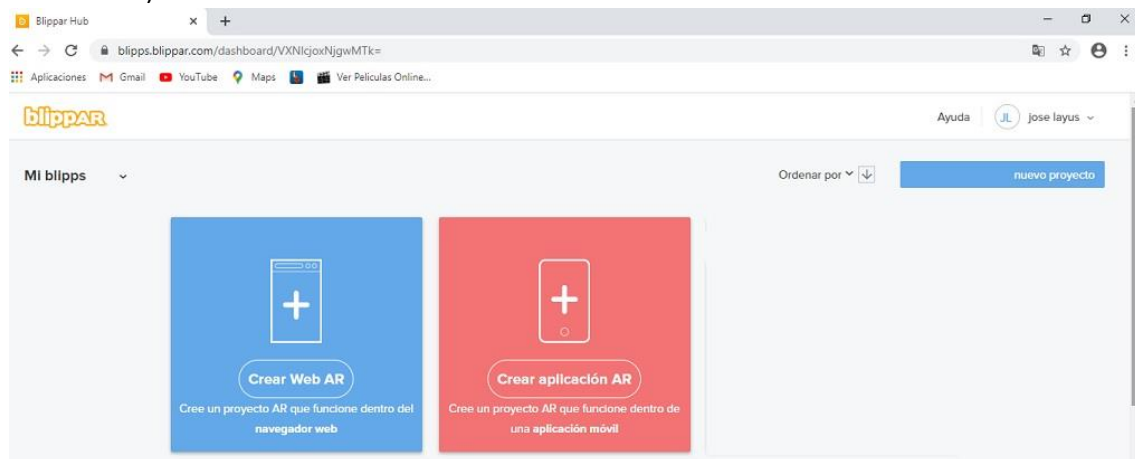 Blippar Hub
blipps.blippar.com/dashboard/VXNlcjoxNjgwMTk=
Aplicaciones Gmail YouTube Maps Ver Peliculas Online...
blippAR
Ayuda JL jose layus
Mi blipps Ordenar por nuevo proyecto
Crear Web AR
Cree un proyecto AR que funcione dentro del
navegador web
Crear aplicación AR
Cree un proyecto AR que funcione dentro de
una aplicación móvil